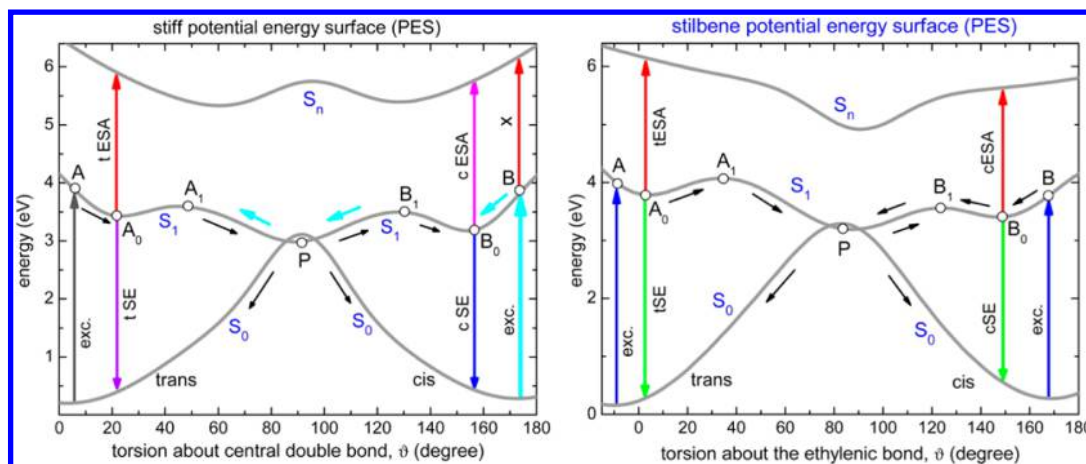 stiff potential energy surface (PES)
energy (eV)
6
4
2
0
0 20 40 60 80 100 120 140 160 180
torsion about central double bond, ϑ (degree)
Sn
A
t ESA
A0
S1
A1
t SE
exc.
P
S0
S0
trans
cis
B1
S1
c ESA
B0
c SE
x
B
exc.
stilbene potential energy surface (PES)
energy (eV)
6
4
2
0
0 20 40 60 80 100 120 140 160 180
torsion about the ethylenic bond, ϑ (degree)
Sn
A
tESA
A0
A1
S1
tSE
exc.
P
S0
S0
trans
cis
B1
cESA
B0
cSE
B
exc.